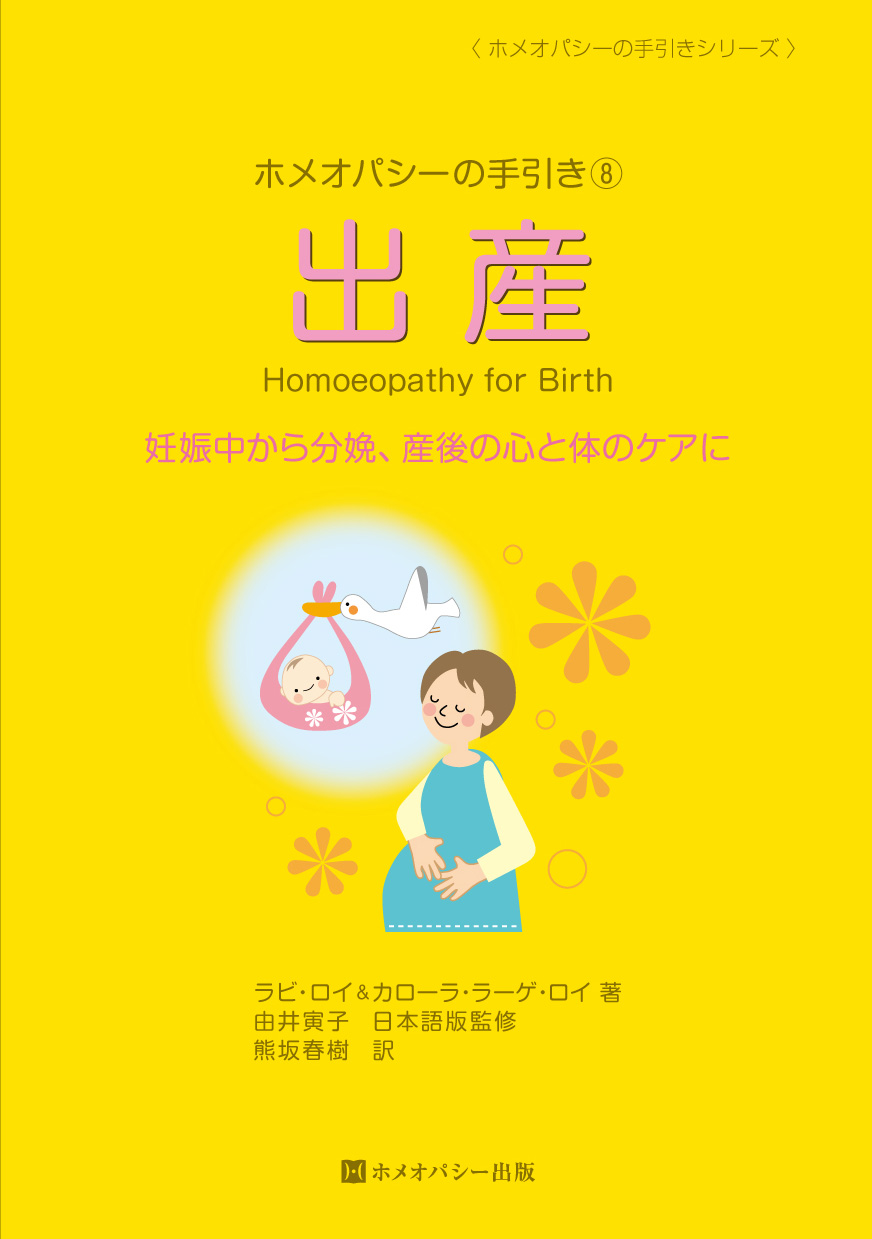 〈 ホメオパシーの手引きシリーズ 〉
ホメオパシーの手引き⑧
出産
Homoeopathy for Birth
妊娠中から分娩、産後の心と体のケアに
ラビ・ロイ&カローラ・ラーゲ・ロイ 著
由井寅子　日本語版監修
熊坂春樹　訳
ホメオパシー出版